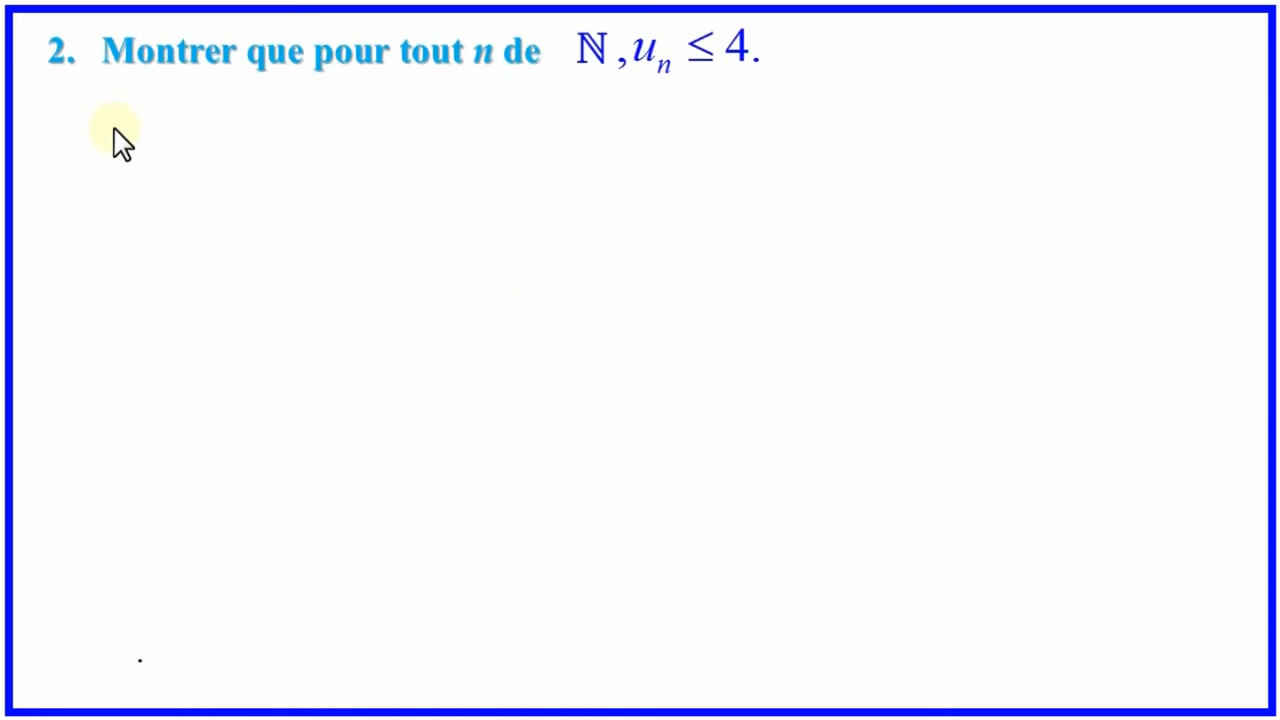 2. Montrer que pour tout n de ℕ ,uₙ ≤ 4.